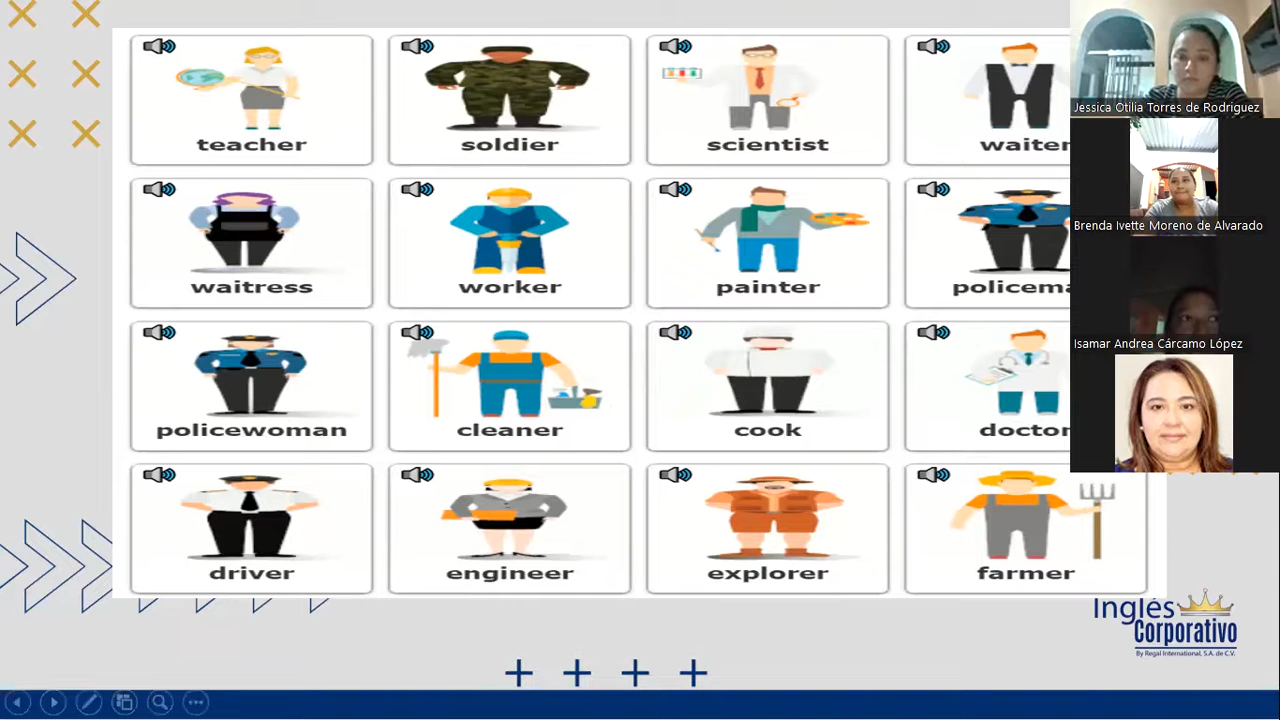 teacher
soldier
scientist
waiter
Jessica Otilia Torres de Rodriguez
waitress
worker
painter
policema
Brenda Ivette Moreno de Alvarado
policewoman
cleaner
cook
doctor
Isamar Andrea Cárcamo López
driver
engineer
explorer
farmer
Inglés
Corporativo
By Regal International, S.A. de C.V.